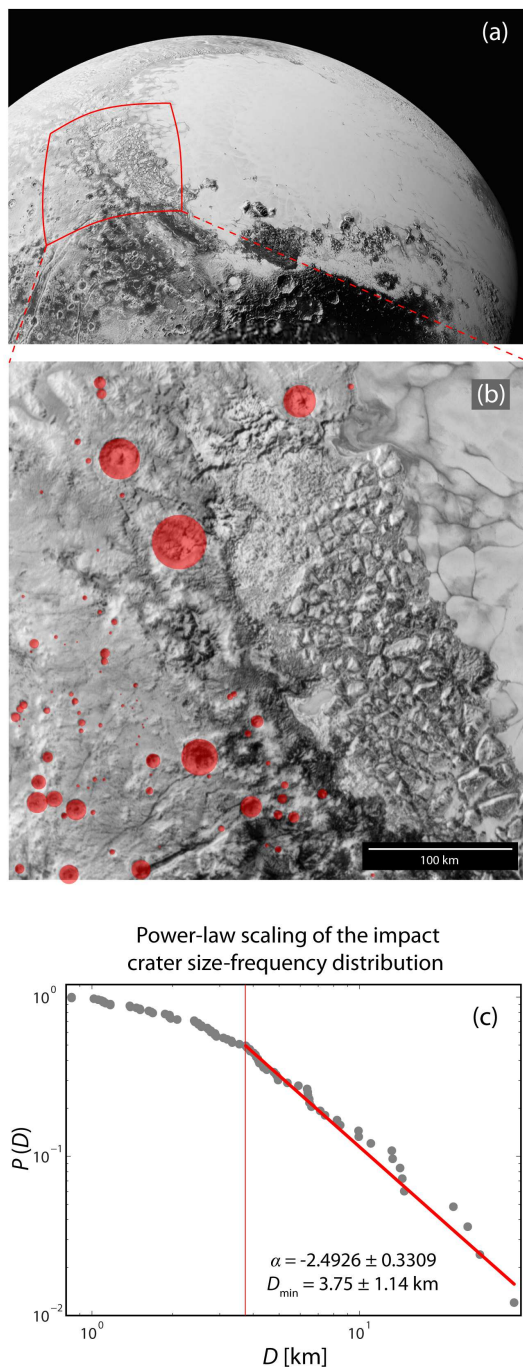 (a)
(b)
100 km
Power-law scaling of the impact
crater size-frequency distribution
(c)
10⁰
10⁻¹
10⁻²
P(D)
α = -2.4926 ± 0.3309
Dmin = 3.75 ± 1.14 km
10⁰
10¹
D [km]